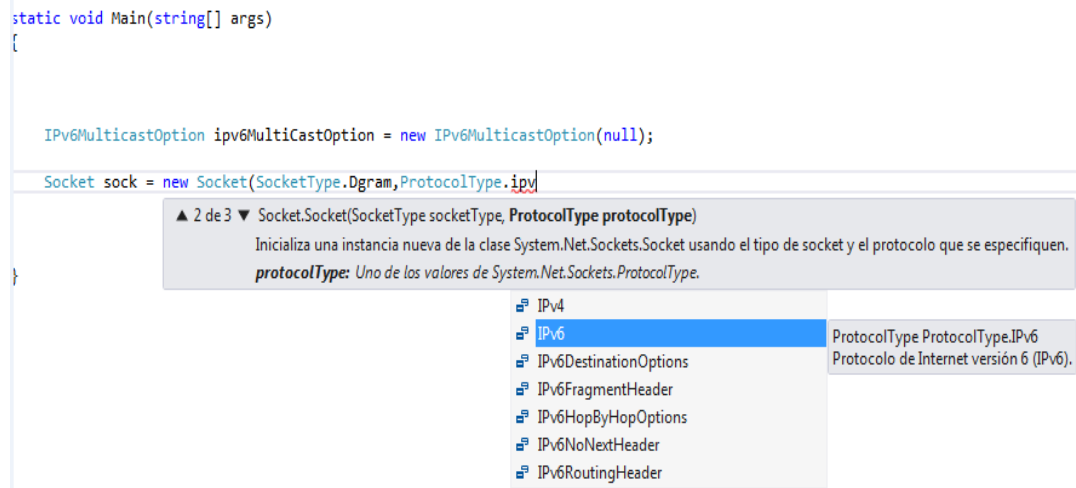 static void Main(string[] args)
{
IPv6MulticastOption ipv6MultiCastOption = new IPv6MulticastOption(null);
Socket sock = new Socket(SocketType.Dgram,ProtocolType.ipv
▲ 2 de 3 ▼ Socket.Socket(SocketType socketType, ProtocolType protocolType)
Inicializa una instancia nueva de la clase System.Net.Sockets.Socket usando el tipo de socket y el protocolo que se especifiquen.
protocolType: Uno de los valores de System.Net.Sockets.ProtocolType.
}
IPv4
IPv6
ProtocolType ProtocolType.IPv6
Protocolo de Internet versión 6 (IPv6).
IPv6DestinationOptions
IPv6FragmentHeader
IPv6HopByHopOptions
IPv6NoNextHeader
IPv6RoutingHeader